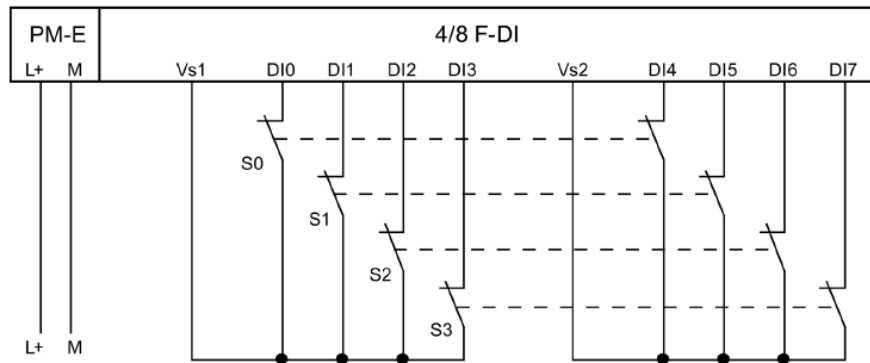 PM-E 4/8 F-DI
L+ M Vs1 DI0 DI1 DI2 DI3 Vs2 DI4 DI5 DI6 DI7
S0
S1
S2
S3
L+ M